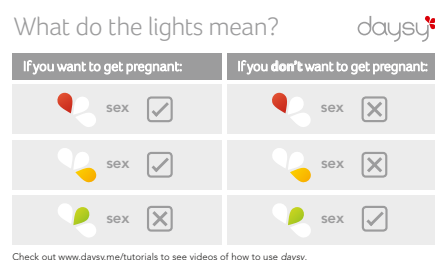 What do the lights mean?
daysy
If you want to get pregnant:
If you don't want to get pregnant:
sex
sex
sex
sex
sex
sex
Check out www.daysy.me/tutorials to see videos of how to use daysy.